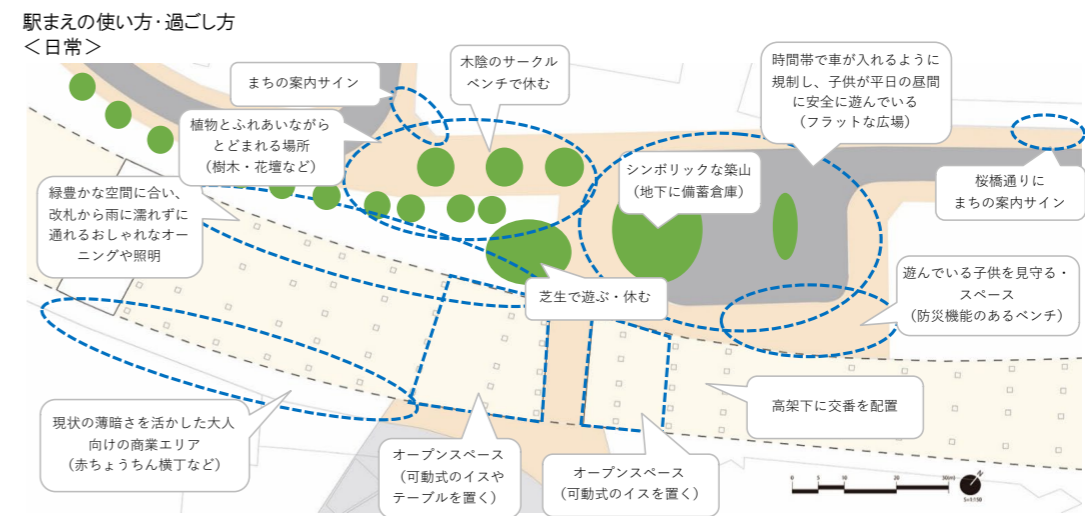 駅まえの使い方・過ごし方
＜日常＞
まちの案内サイン
木陰のサークル
ベンチで休む
時間帯で車が入れるように
規制し、子供が平日の昼間
に安全に遊んでいる
（フラットな広場）
植物とふれあいながら
とどまれる場所
（樹木・花壇など）
シンボリックな築山
（地下に備蓄倉庫）
桜橋通りに
まちの案内サイン
緑豊かな空間に合い、
改札から雨に濡れずに
通れるおしゃれなオー
ニングや照明
芝生で遊ぶ・休む
遊んでいる子供を見守る・
スペース
（防災機能のあるベンチ）
現状の薄暗さを活かした大人
向けの商業エリア
（赤ちょうちん横丁など）
オープンスペース
（可動式のイスや
テーブルを置く）
オープンスペース
（可動式のイスを置く）
高架下に交番を配置
0 5 10 20 30(m)
N